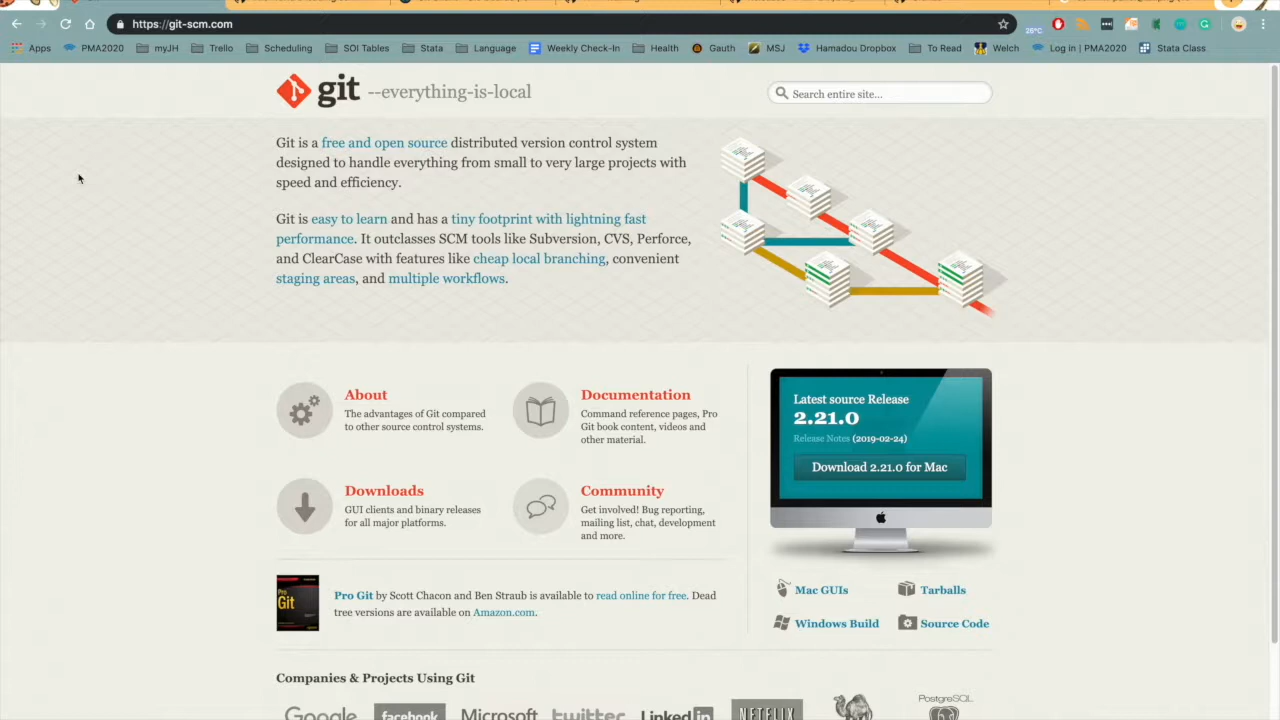 https://git-scm.com
26°C
Apps PMA2020 myJH Trello Scheduling SOI Tables Stata Language Weekly Check-In Health Gauth MSJ Hamadou Dropbox To Read Welch Log in | PMA2020 Stata Class
git --everything-is-local
Search entire site...
Git is a free and open source distributed version control system
designed to handle everything from small to very large projects with
speed and efficiency.
Git is easy to learn and has a tiny footprint with lightning fast
performance. It outclasses SCM tools like Subversion, CVS, Perforce,
and ClearCase with features like cheap local branching, convenient
staging areas, and multiple workflows.
About
The advantages of Git compared
to other source control systems.
Documentation
Command reference pages, Pro
Git book content, videos and
other material.
Downloads
GUI clients and binary releases
for all major platforms.
Community
Get involved! Bug reporting,
mailing list, chat, development
and more.
Latest source Release
2.21.0
Release Notes (2019-02-24)
Download 2.21.0 for Mac
Pro
Git
Pro Git by Scott Chacon and Ben Straub is available to read online for free. Dead
tree versions are available on Amazon.com.
Mac GUIs Tarballs
Windows Build Source Code
Companies & Projects Using Git
Google facebook Microsoft twitter LinkedIn NETFLIX PostgreSQL